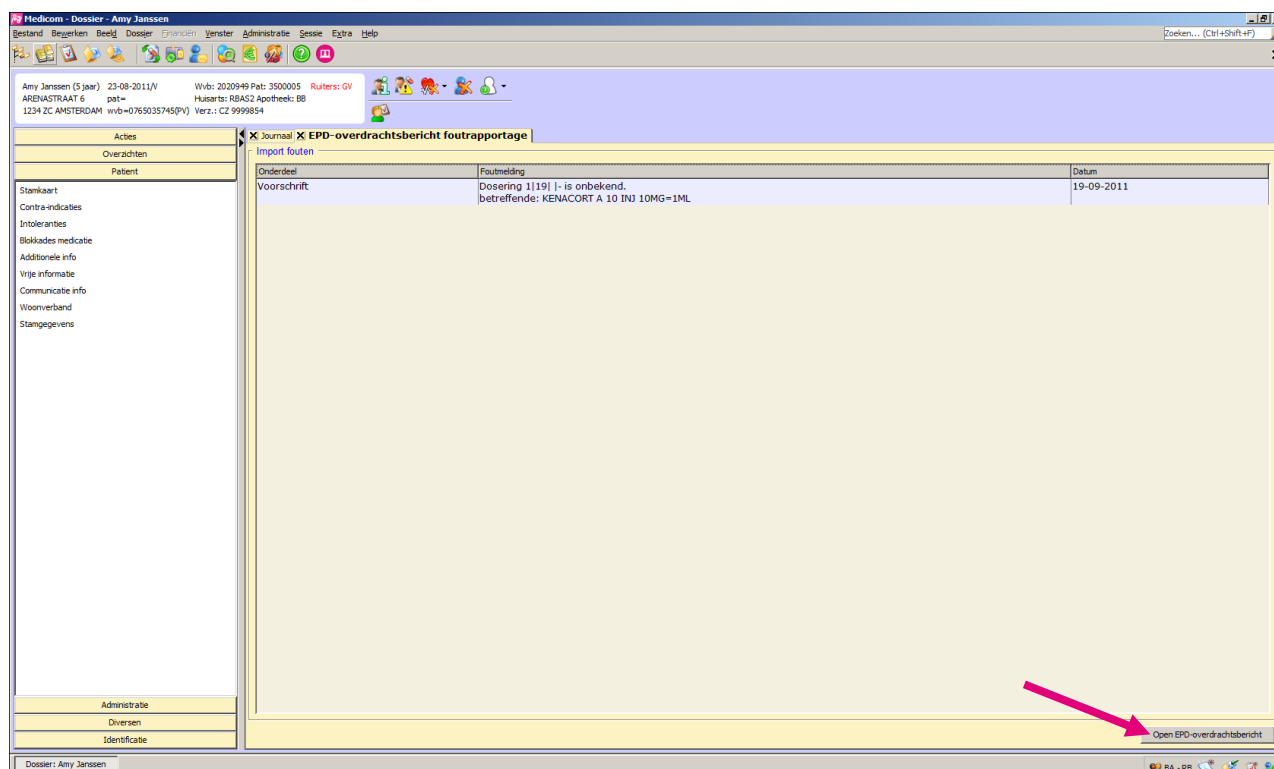 Medicom - Dossier - Amy Janssen
Bestand Bewerken Beeld Dossier Financiën Venster Administratie Sessie Extra Help
Zoeken... (Ctrl+Shift+F)
Amy Janssen (5 jaar) 23-08-2011/V Wvb: 2020949 Pat: 3500005 Ruiters: GV
ARENASTRAAT 6 pat= Huisarts: RBAS2 Apotheek: BB
1234 ZC AMSTERDAM wvb=0765035745(PV) Verz.: CZ 9999854
Acties
Overzichten
Patient
Stamkaart
Contra-indicaties
Intoleranties
Blokkades medicatie
Additionele info
Vrije informatie
Communicatie info
Woonverband
Stamgegevens
Administratie
Diversen
Identificatie
Journaal EPD-overdrachtsbericht foutrapportage
Import fouten
Onderdeel Foutmelding Datum
Voorschrift Dosering 1|19| |- is onbekend. 19-09-2011
betreffende: KENACORT A 10 INJ 10MG=1ML
Open EPD-overdrachtsbericht
Dossier: Amy Janssen